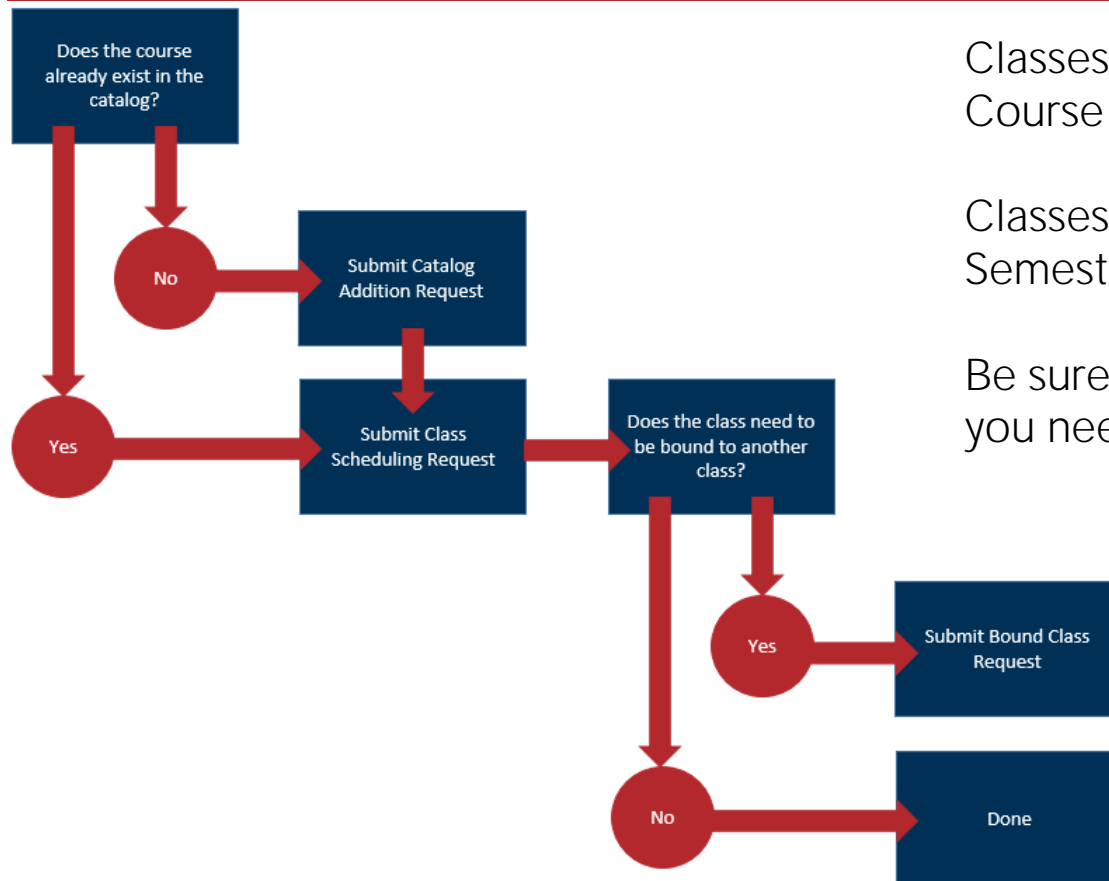 Does the course
already exist in the
catalog?
No
Submit Catalog
Addition Request
Yes
Submit Class
Scheduling Request
Does the class need to
be bound to another
class?
Yes
Submit Bound Class
Request
No
Done
Classes
Course
Classes
Be sure